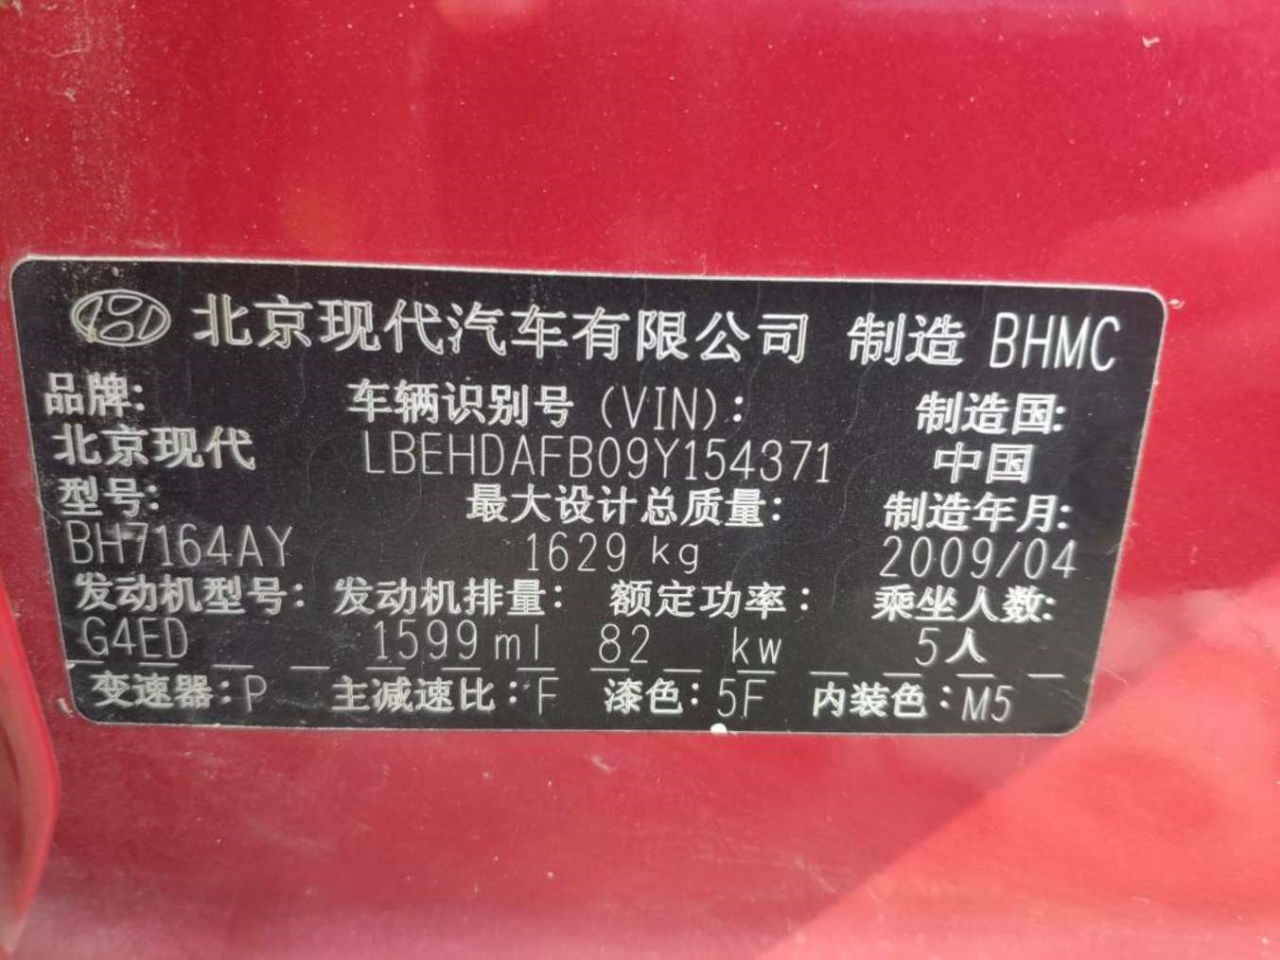 北京现代汽车有限公司 制造 BHMC
品牌: 车辆识别号 (VIN): 制造国:
北京现代 LBEHDAFB09Y154371 中国
型号: 最大设计总质量: 制造年月:
BH7164AY 1629 kg 2009/04
发动机型号: 发动机排量: 额定功率: 乘坐人数:
G4ED 1599 ml 82 kw 5人
变速器: P 主减速比: F 漆色: 5F 内装色: M5